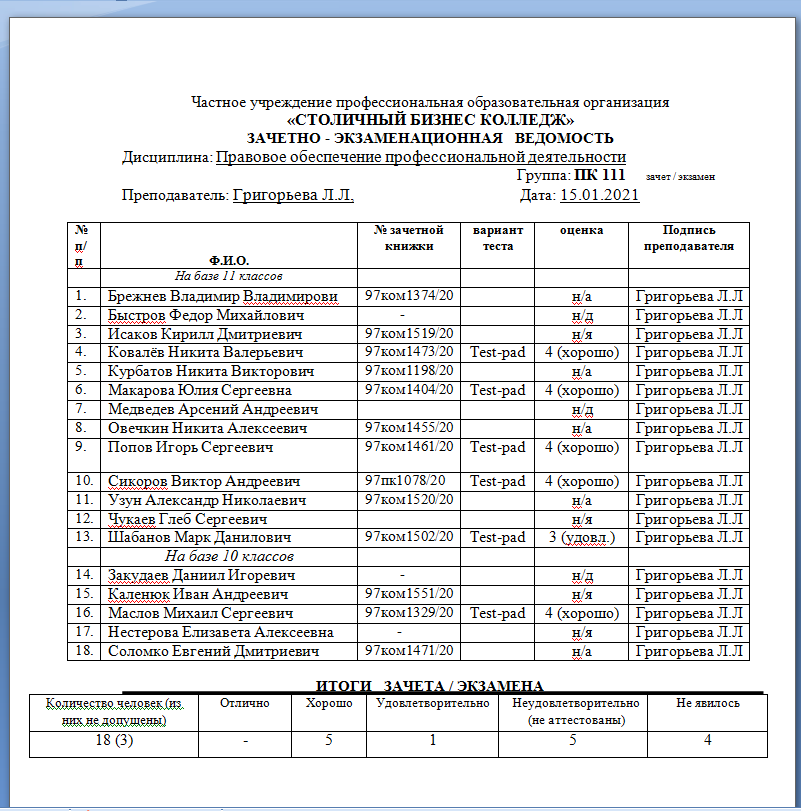 Частное учреждение профессиональная образовательная организация
«СТОЛИЧНЫЙ БИЗНЕС КОЛЛЕДЖ»
ЗАЧЕТНО - ЭКЗАМЕНАЦИОННАЯ ВЕДОМОСТЬ
Дисциплина: Правовое обеспечение профессиональной деятельности
Группа: ПК 111 зачет / экзамен
Преподаватель: Григорьева Л.Л. Дата: 15.01.2021
№ п/п Ф.И.О. № зачетной книжки вариант теста оценка Подпись преподавателя
На базе 11 классов
1. Брежнев Владимир Владимирови 97ком1374/20 н/а Григорьева Л.Л
2. Быстров Федор Михайлович - н/д Григорьева Л.Л
3. Исаков Кирилл Дмитриевич 97ком1519/20 н/я Григорьева Л.Л
4. Ковалёв Никита Валерьевич 97ком1473/20 Test-pad 4 (хорошо) Григорьева Л.Л
5. Курбатов Никита Викторович 97ком1198/20 н/а Григорьева Л.Л
6. Макарова Юлия Сергеевна 97ком1404/20 Test-pad 4 (хорошо) Григорьева Л.Л
7. Медведев Арсений Андреевич н/д Григорьева Л.Л
8. Овечкин Никита Алексеевич 97ком1455/20 н/а Григорьева Л.Л
9. Попов Игорь Сергеевич 97ком1461/20 Test-pad 4 (хорошо) Григорьева Л.Л
10. Сикоров Виктор Андреевич 97пк1078/20 Test-pad 4 (хорошо) Григорьева Л.Л
11. Узун Александр Николаевич 97ком1520/20 н/а Григорьева Л.Л
12. Чукаев Глеб Сергеевич н/я Григорьева Л.Л
13. Шабанов Марк Данилович 97ком1502/20 Test-pad 3 (удовл.) Григорьева Л.Л
На базе 10 классов
14. Закудаев Даниил Игоревич - н/д Григорьева Л.Л
15. Каленюк Иван Андреевич 97ком1551/20 н/я Григорьева Л.Л
16. Маслов Михаил Сергеевич 97ком1329/20 Test-pad 4 (хорошо) Григорьева Л.Л
17. Нестерова Елизавета Алексеевна - н/я Григорьева Л.Л
18. Соломко Евгений Дмитриевич 97ком1471/20 н/а Григорьева Л.Л
ИТОГИ ЗАЧЕТА / ЭКЗАМЕНА
Количество человек (из них не допущены) Отлично Хорошо Удовлетворительно Неудовлетворительно (не аттестованы) Не явилось
18 (3) - 5 1 5 4